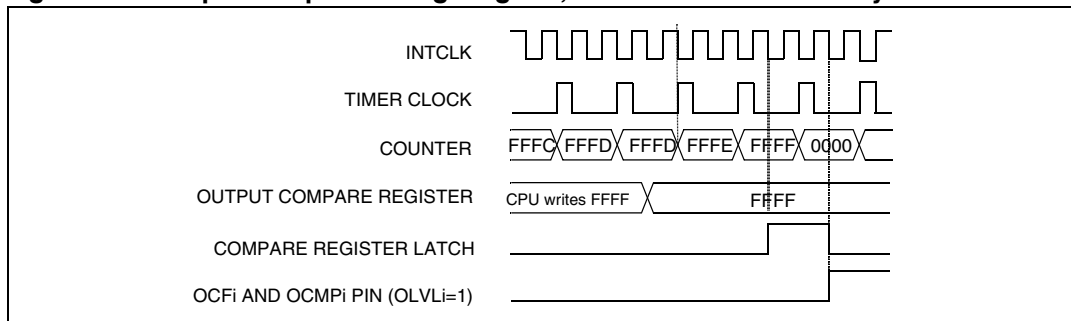 INTCLK
TIMER CLOCK
COUNTER FFFC FFFD FFFD FFFE FFFF 0000
OUTPUT COMPARE REGISTER CPU writes FFFF FFFF
COMPARE REGISTER LATCH
OCFi AND OCMPi PIN (OLVLi=1)